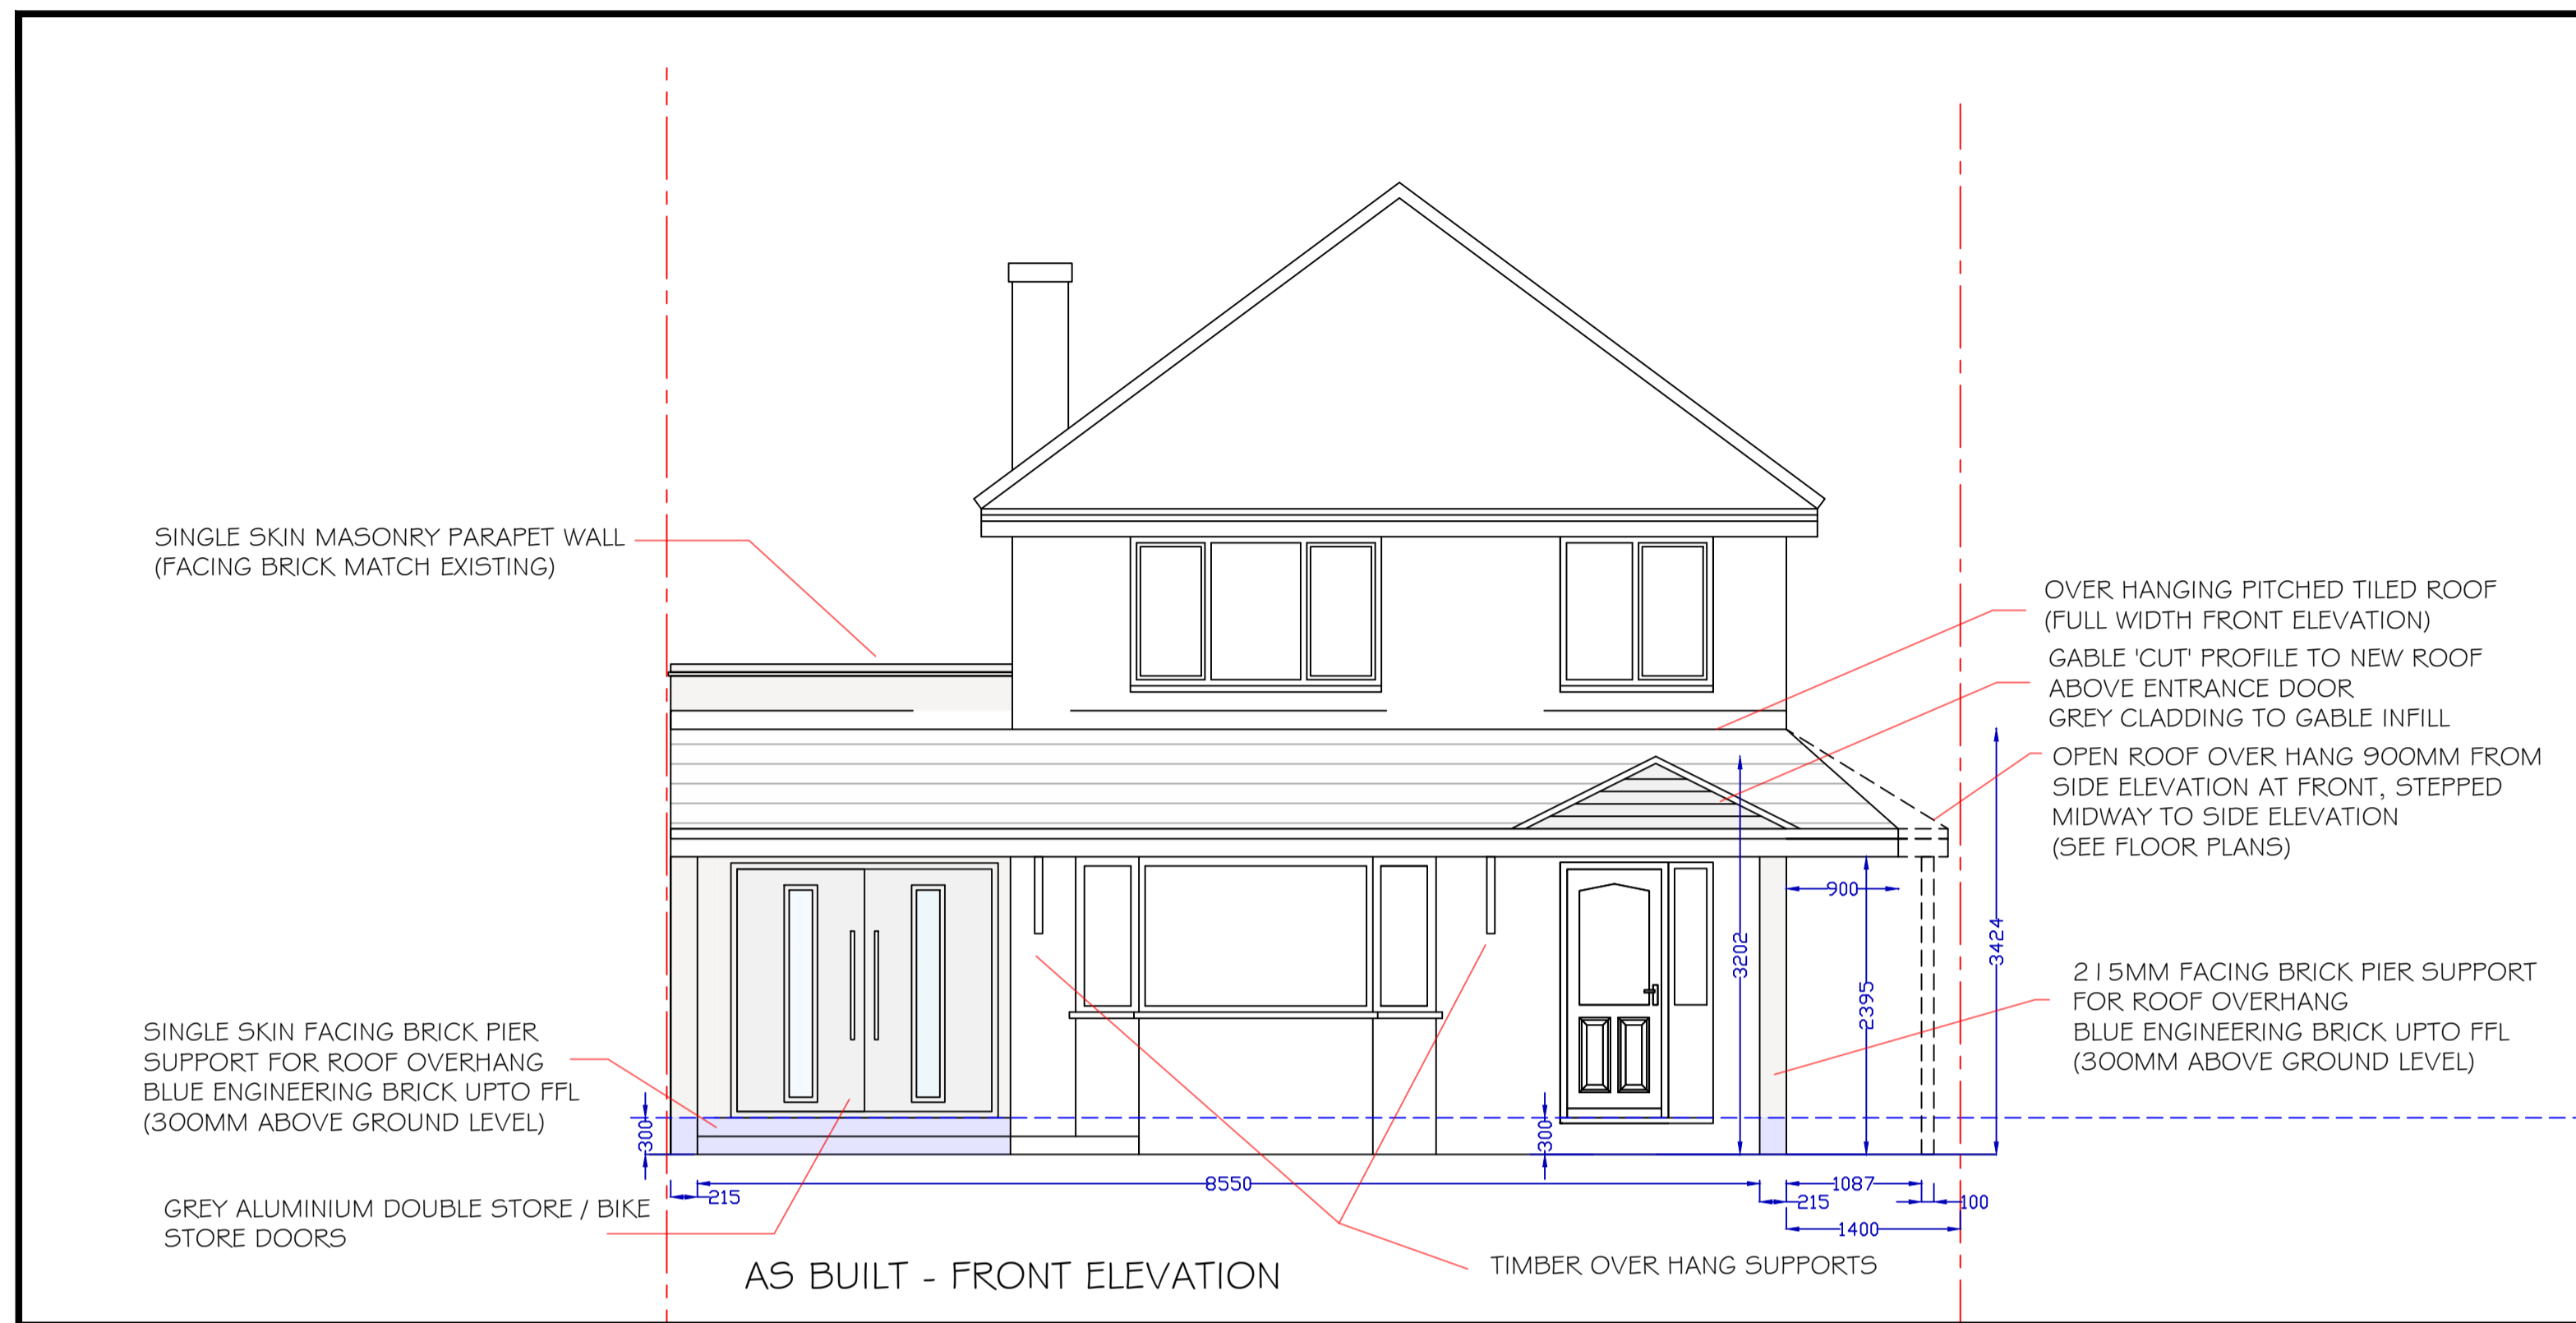 SINGLE SKIN MASONRY PARAPET WALL
(FACING BRICK MATCH EXISTING)
OVER HANGING PITCHED TILED ROOF
(FULL WIDTH FRONT ELEVATION)
GABLE 'CUT' PROFILE TO NEW ROOF
ABOVE ENTRANCE DOOR
GREY CLADDING TO GABLE INFILL
OPEN ROOF OVER HANG 900MM FROM
SIDE ELEVATION AT FRONT, STEPPED
MIDWAY TO SIDE ELEVATION
(SEE FLOOR PLANS)
900
3202
2395
3424
215MM FACING BRICK PIER SUPPORT
FOR ROOF OVERHANG
BLUE ENGINEERING BRICK UPTO FFL
(300MM ABOVE GROUND LEVEL)
SINGLE SKIN FACING BRICK PIER
SUPPORT FOR ROOF OVERHANG
BLUE ENGINEERING BRICK UPTO FFL
(300MM ABOVE GROUND LEVEL)
300
300
215
8550
215
1087
100
1400
GREY ALUMINIUM DOUBLE STORE / BIKE
STORE DOORS
TIMBER OVER HANG SUPPORTS
AS BUILT - FRONT ELEVATION